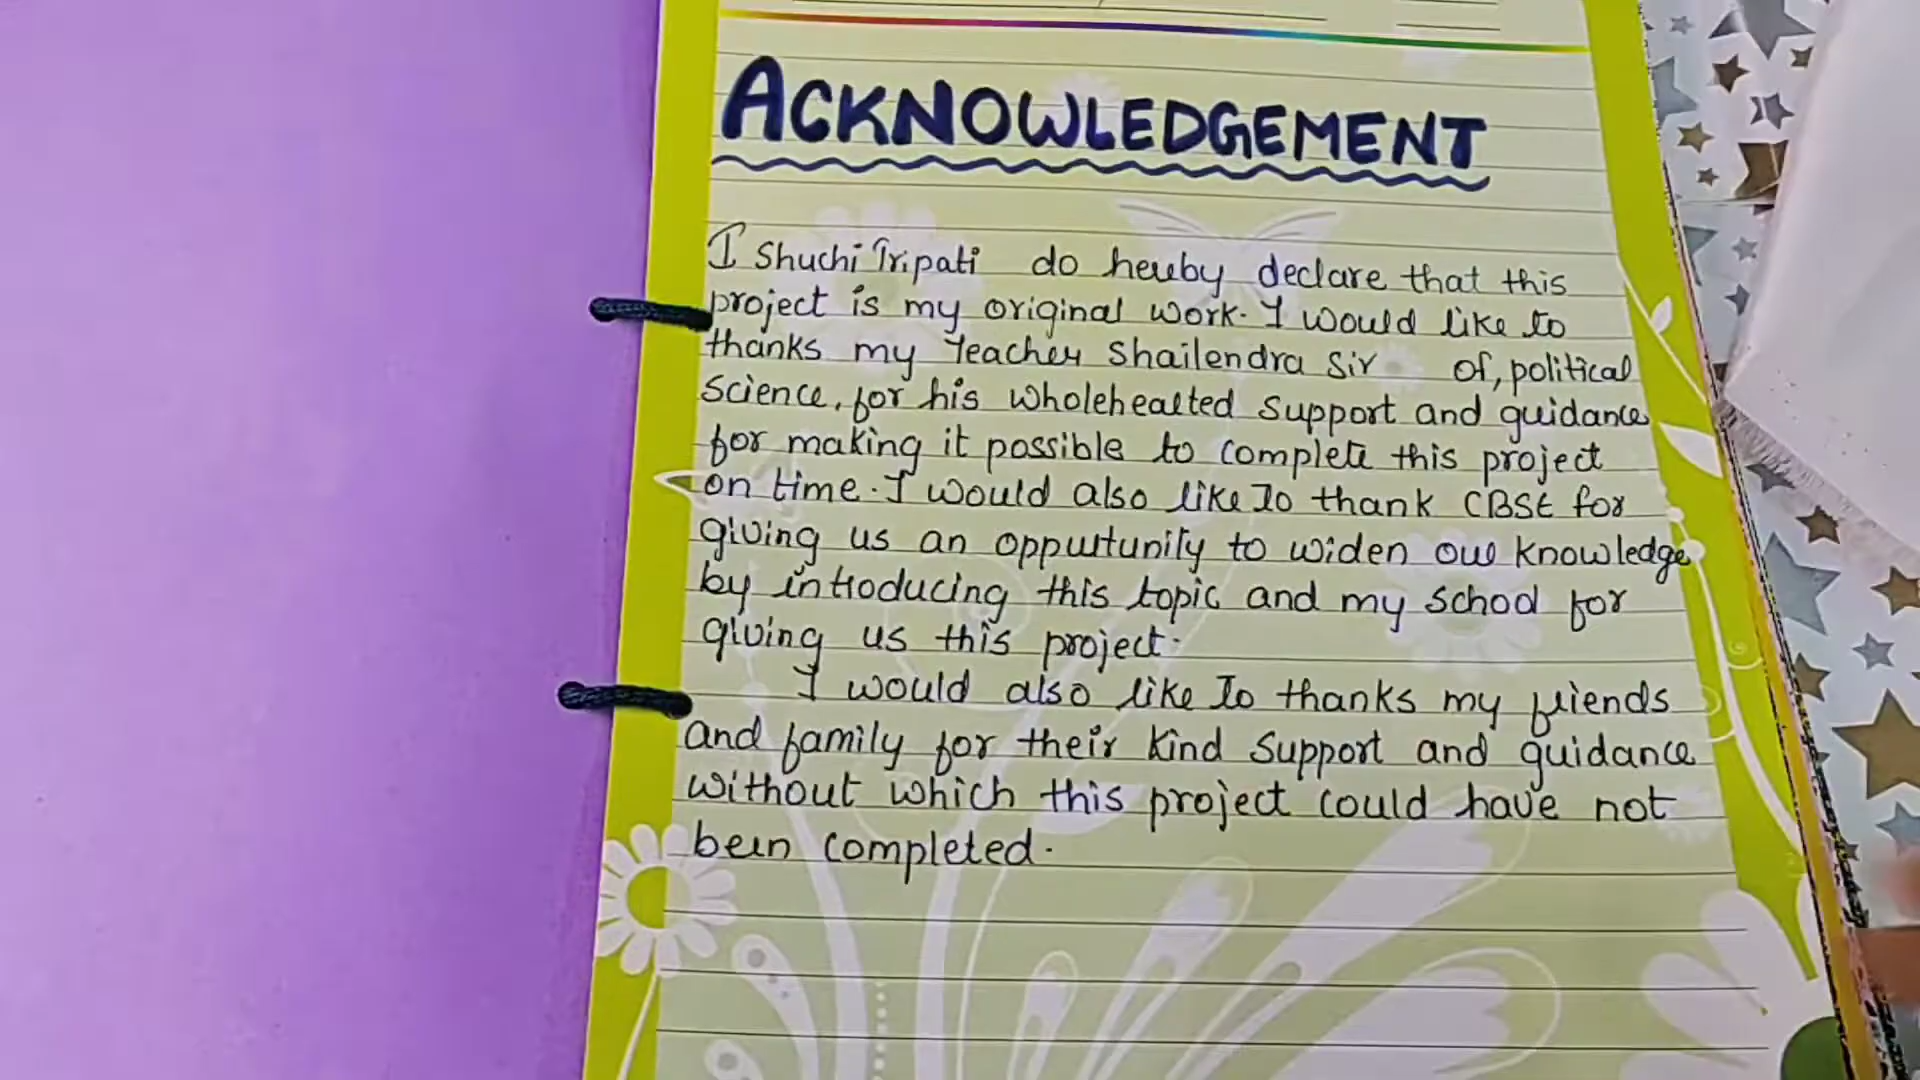 ACKNOWLEDGEMENT
I Shuchi Tripati do hereby declare that this
project is my original work. I would like to
thanks my teacher Shailendra Sir of, political
science, for his wholehearted support and guidance
for making it possible to complete this project
on time. I would also like to thank CBSE for
giving us an oppurtunity to widen our knowledge
by introducing this topic and my school for
giving us this project.
I would also like to thanks my friends
and family for their kind support and guidance
without which this project could have not
been completed.